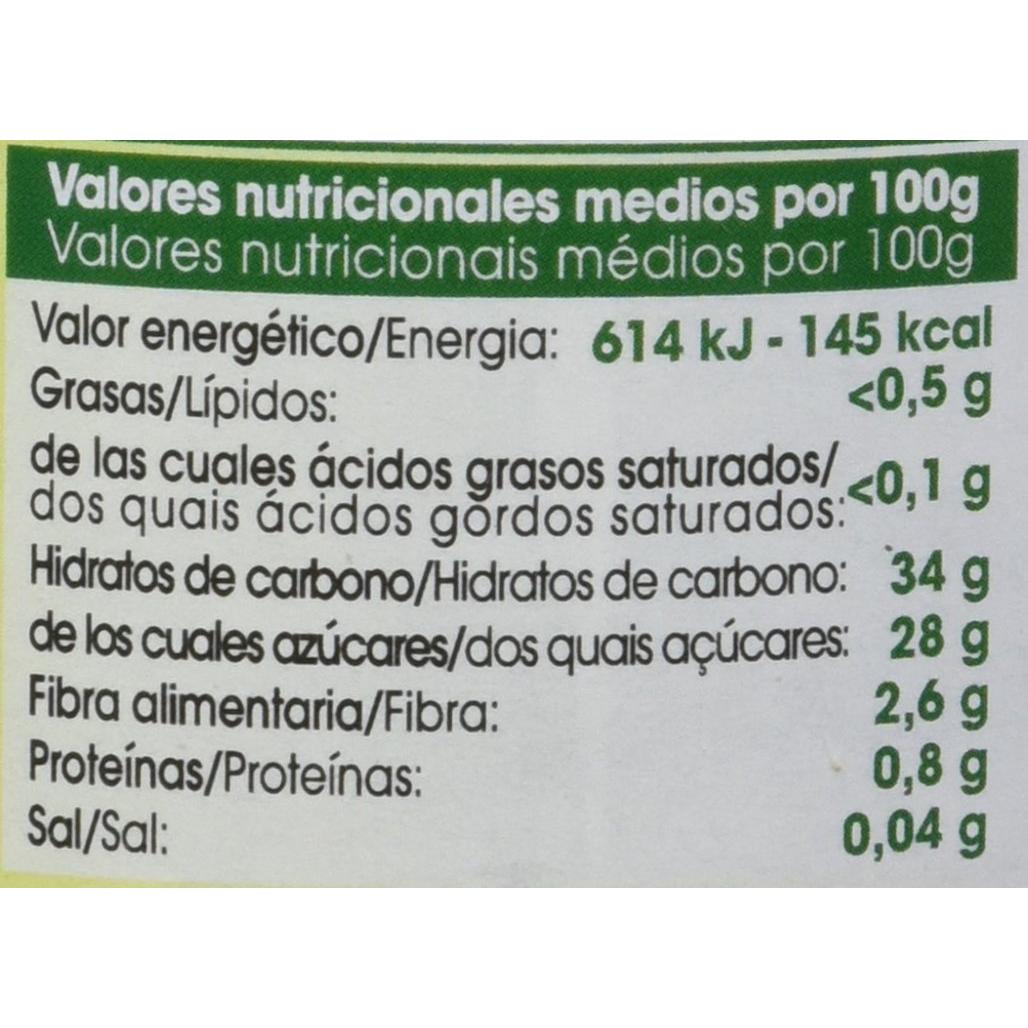 Valores nutricionales medios por 100g
Valores nutricionais médios por 100g
Valor energético/Energia: 614 kJ - 145 kcal
Grasas/Lípidos: <0,5 g
de las cuales ácidos grasos saturados/
dos quais ácidos gordos saturados: <0,1 g
Hidratos de carbono/Hidratos de carbono: 34 g
de los cuales azúcares/dos quais açúcares: 28 g
Fibra alimentaria/Fibra: 2,6 g
Proteínas/Proteínas: 0,8 g
Sal/Sal: 0,04 g